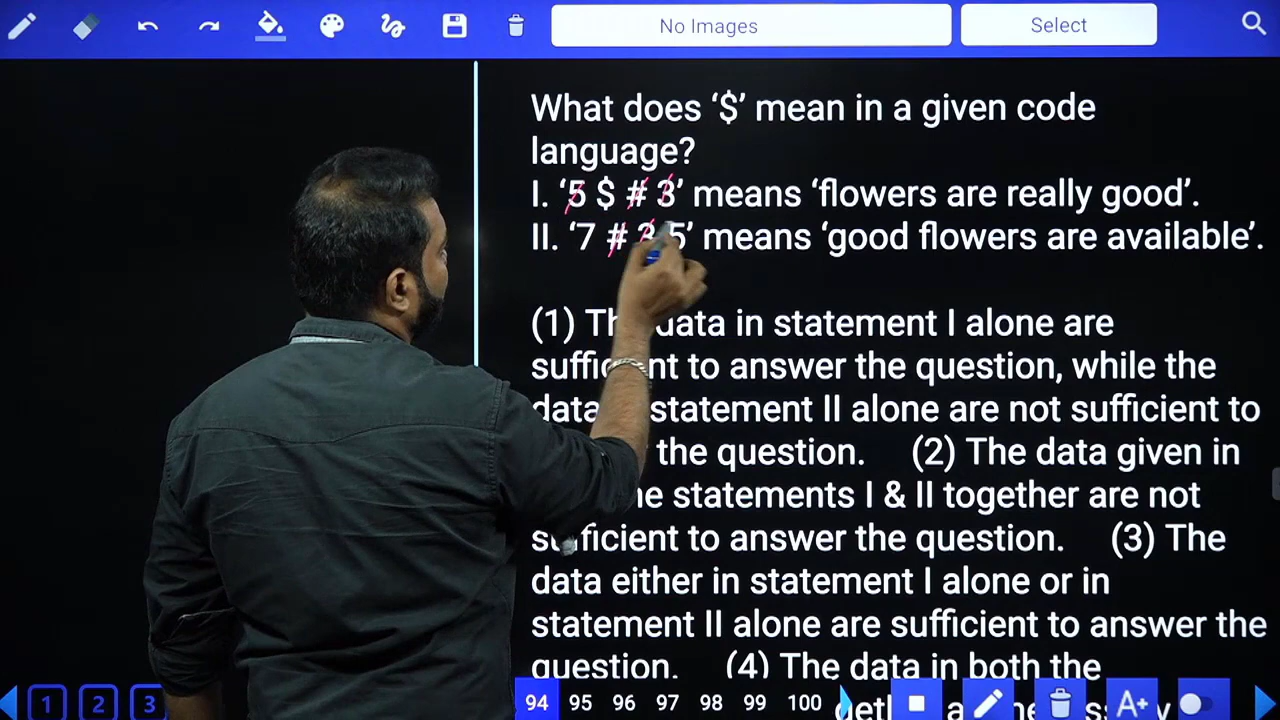 No Images
Select
What does ‘$’ mean in a given code
language?
I. ‘5 $ # 3’ means ‘flowers are really good’.
II. ‘7 # 3 5’ means ‘good flowers are available’.
(1) The data in statement I alone are
sufficient to answer the question, while the
data statement II alone are not sufficient to
the question. (2) The data given in
statements I & II together are not
sufficient to answer the question. (3) The
data either in statement I alone or in
statement II alone are sufficient to answer the
question. (4) The data in both the
1 2 3 94 95 96 97 98 99 100 A+